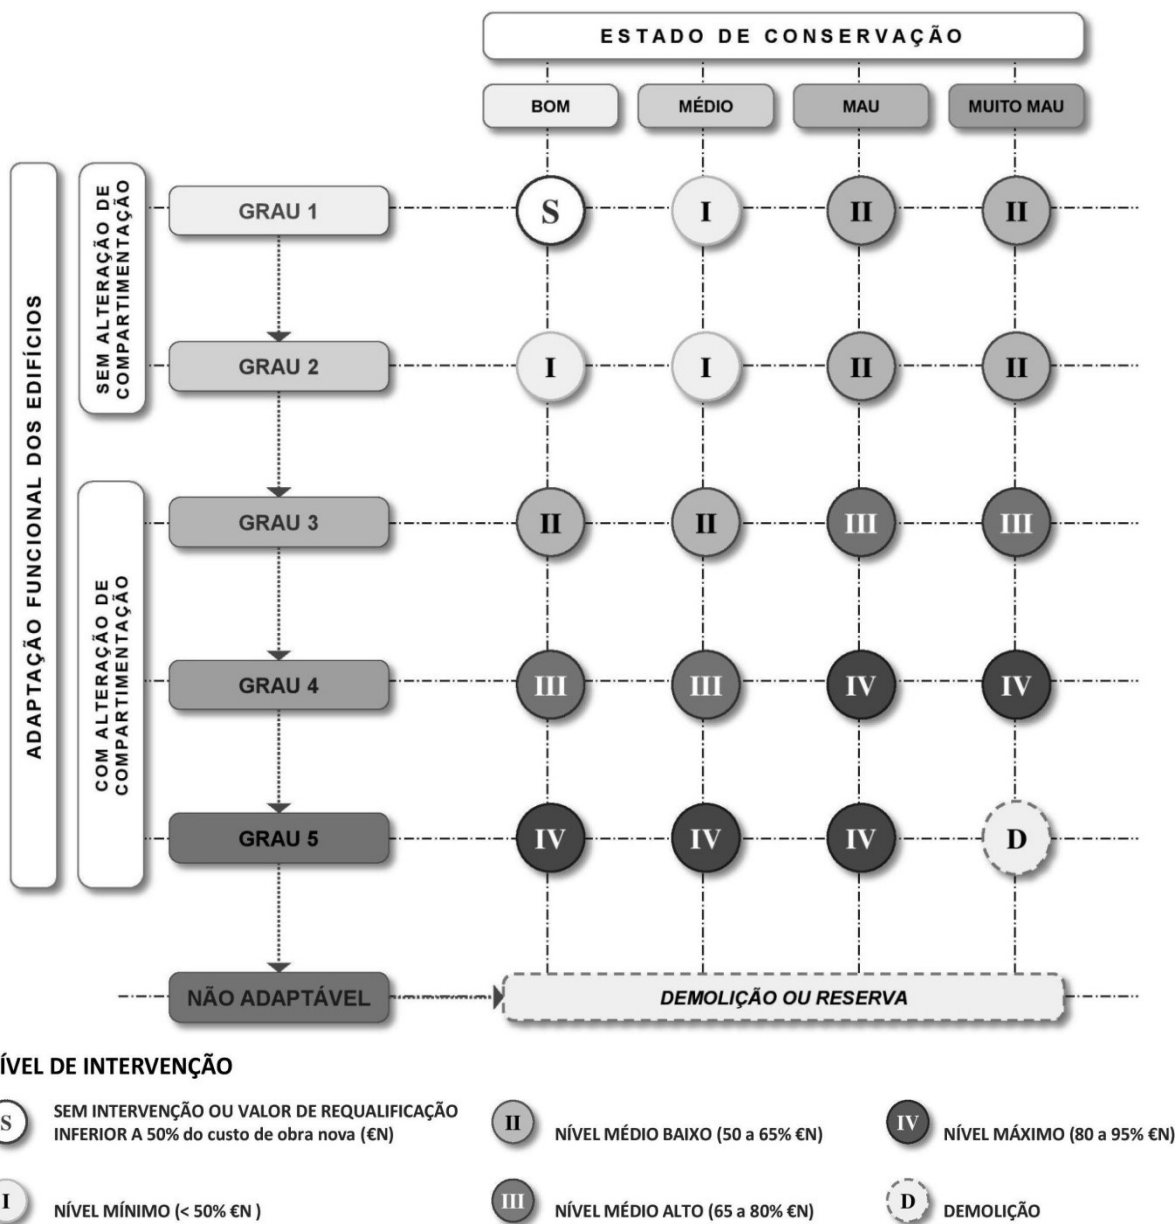 ESTADO DE CONSERVAÇÃO
BOM
MÉDIO
MAU
MUITO MAU
ADAPTAÇÃO FUNCIONAL DOS EDIFÍCIOS
SEM ALTERAÇÃO DE
COMPARTIMENTAÇÃO
GRAU 1
S
I
II
II
GRAU 2
I
I
II
II
COM ALTERAÇÃO DE
COMPARTIMENTAÇÃO
GRAU 3
II
II
III
III
GRAU 4
III
III
IV
IV
GRAU 5
IV
IV
IV
D
NÃO ADAPTÁVEL
DEMOLIÇÃO OU RESERVA
ÍVEL DE INTERVENÇÃO
S
SEM INTERVENÇÃO OU VALOR DE REQUALIFICAÇÃO
INFERIOR A 50% do custo de obra nova (€N)
II
NÍVEL MÉDIO BAIXO (50 a 65% €N)
IV
NÍVEL MÁXIMO (80 a 95% €N)
I
NÍVEL MÍNIMO (< 50% €N )
III
NÍVEL MÉDIO ALTO (65 a 80% €N)
D
DEMOLIÇÃO